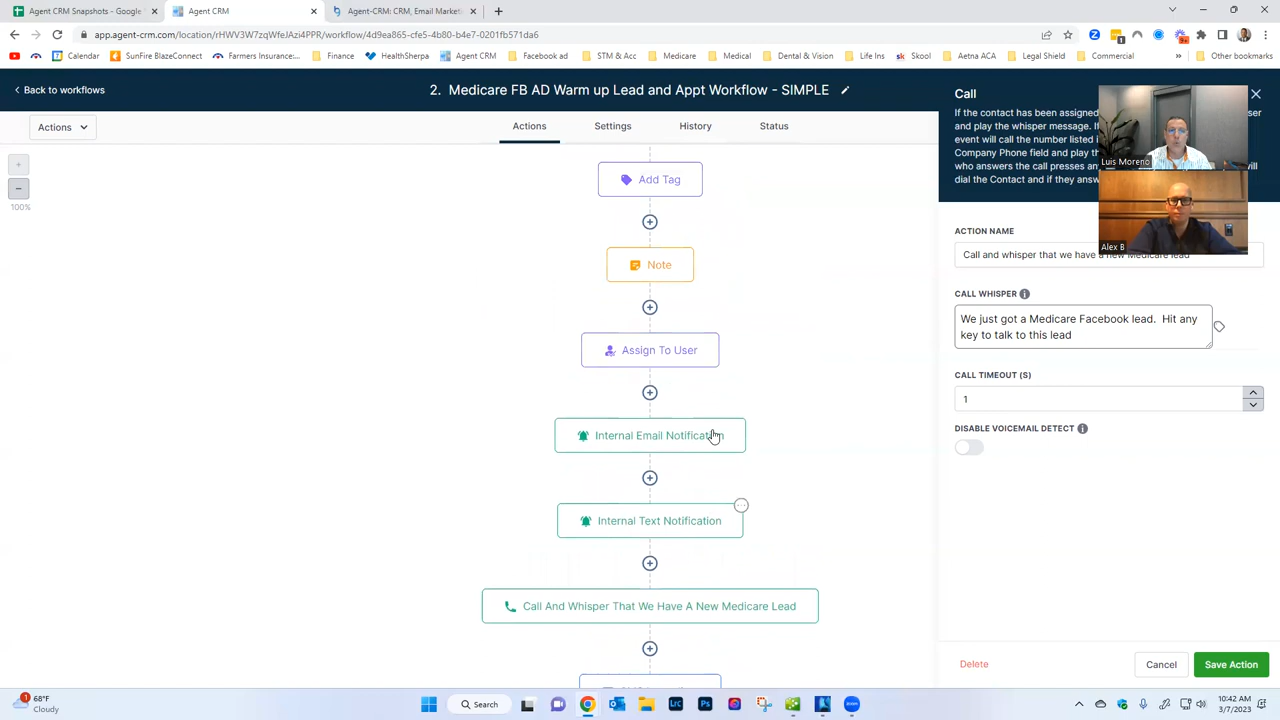 Agent CRM Snapshots - Google
Agent CRM
Agent-CRM: CRM, Email Market
app.agent-crm.com/location/rHWV3W7zqWfeJAzi4PPR/workflow/4d9ea865-cfe5-4b80-b4e7-0201fb571da6
Calendar
SunFire BlazeConnect
Farmers Insurance:...
Finance
HealthSherpa
Agent CRM
Facebook ad
STM & Acc
Medicare
Medical
Dental & Vision
Life Ins
sk Skool
Aetna ACA
Legal Shield
Commercial
Other bookmarks
Back to workflows
2. Medicare FB AD Warm up Lead and Appt Workflow - SIMPLE
Actions
Actions
Settings
History
Status
100%
Add Tag
Note
Assign To User
Internal Email Notification
Internal Text Notification
Call And Whisper That We Have A New Medicare Lead
Call
If the contact has been assigned
and play the whisper message. If
event will call the number listed i
Company Phone field and play th
who answers the call presses an
dial the Contact and if they answ
ser
his
r
will
Luis Moreno
Alex B
ACTION NAME
Call and whisper that we have a new Medicare lead
CALL WHISPER
We just got a Medicare Facebook lead. Hit any
key to talk to this lead
CALL TIMEOUT (S)
1
DISABLE VOICEMAIL DETECT
Delete
Cancel
Save Action
1
68°F
Cloudy
Search
LrC
Ps
10:42 AM
3/7/2023